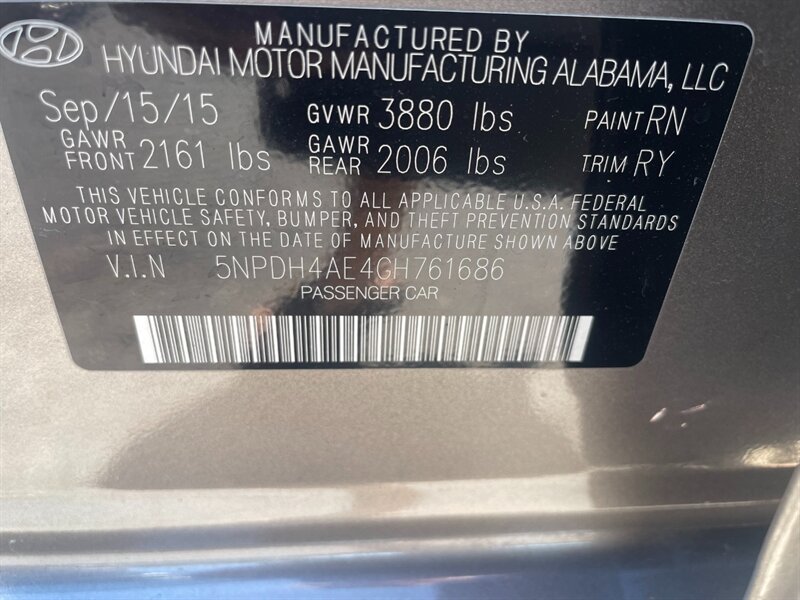 MANUFACTURED BY
HYUNDAI MOTOR MANUFACTURING ALABAMA, LLC
Sep/15/15 GVWR 3880 lbs PAINT RN
GAWR FRONT 2161 lbs GAWR REAR 2006 lbs TRIM RY
THIS VEHICLE CONFORMS TO ALL APPLICABLE U.S.A. FEDERAL
MOTOR VEHICLE SAFETY, BUMPER, AND THEFT PREVENTION STANDARDS
IN EFFECT ON THE DATE OF MANUFACTURE SHOWN ABOVE
V.I.N 5NPDH4AE4GH761686
PASSENGER CAR